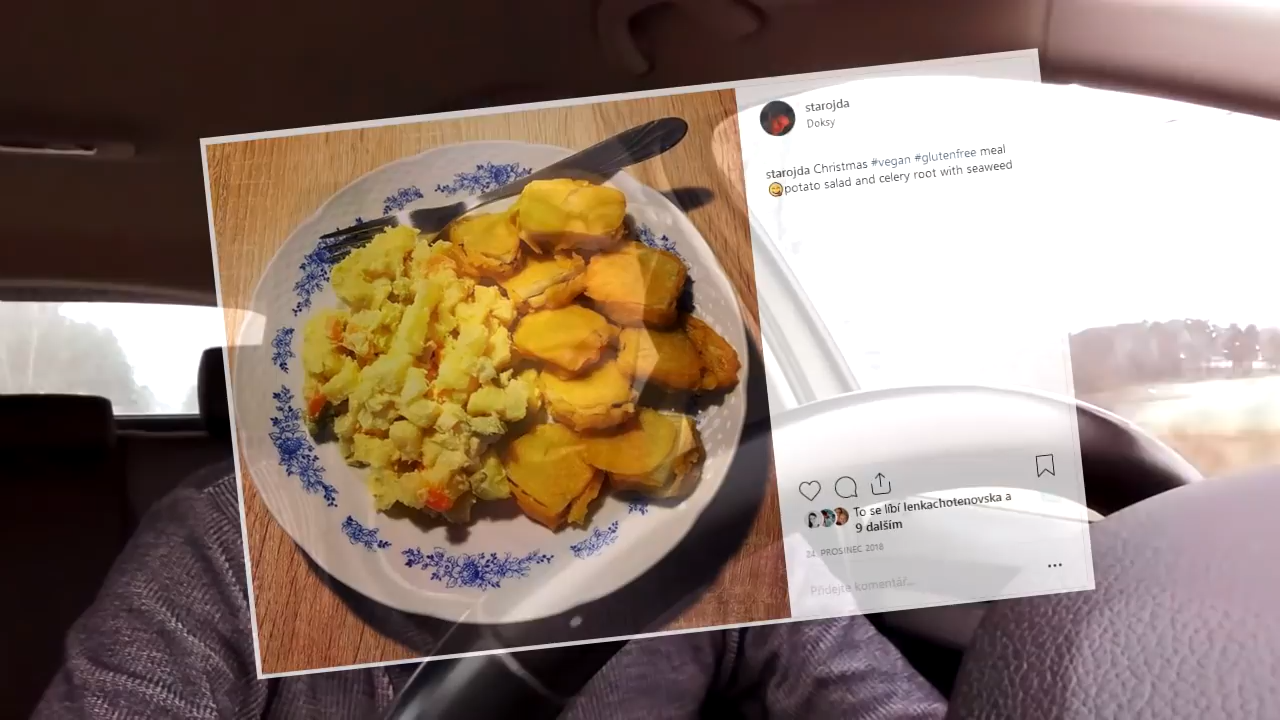 starojda
Doksy
starojda Christmas #vegan #glutenfree meal
😋potato salad and celery root with seaweed
To se líbí lenkachotenovska a
9 dalším
24. PROSINEC 2018
Přidejte komentář...